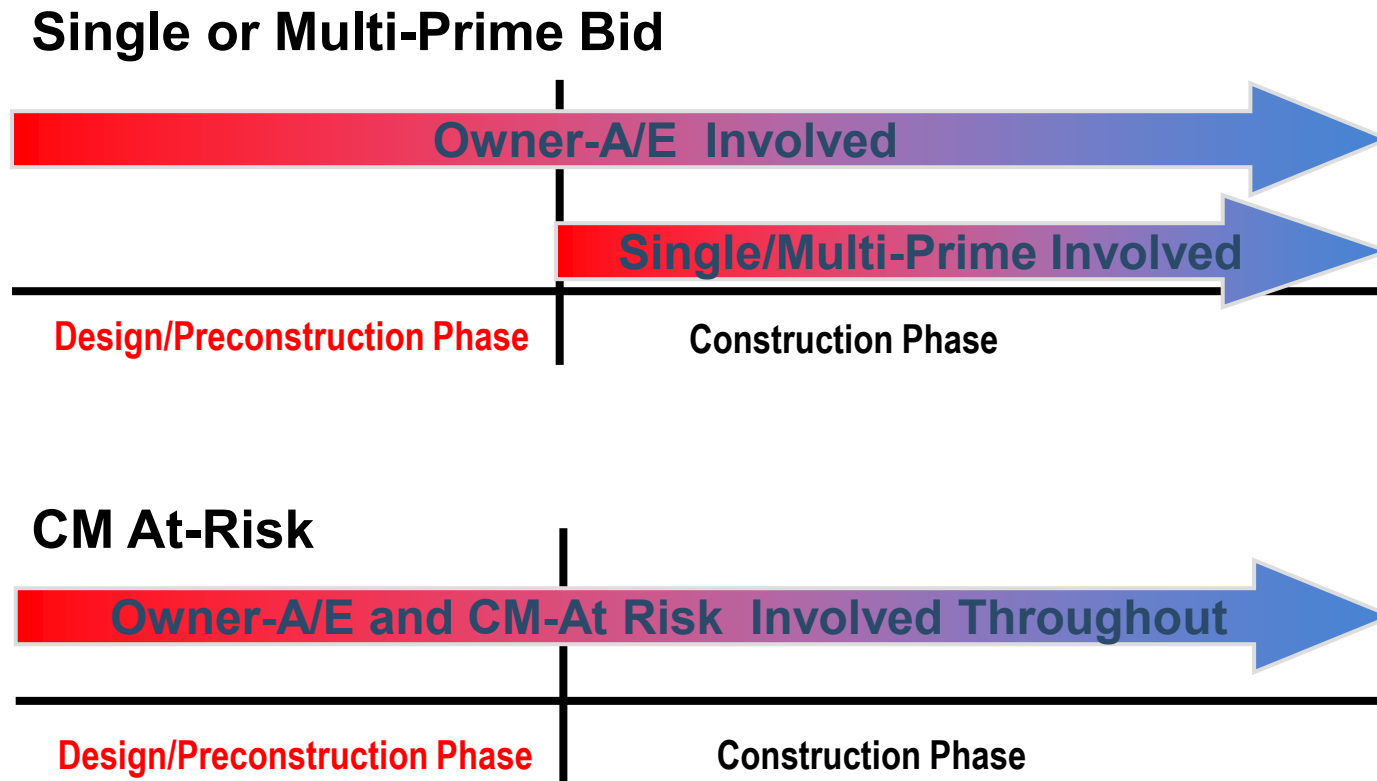 Single or Multi-Prime Bid
Owner-A/E Involved
Single/Multi-Prime Involved
Design/Preconstruction Phase
Construction Phase
CM At-Risk
Owner-A/E and CM-At Risk Involved Throughout
Design/Preconstruction Phase
Construction Phase